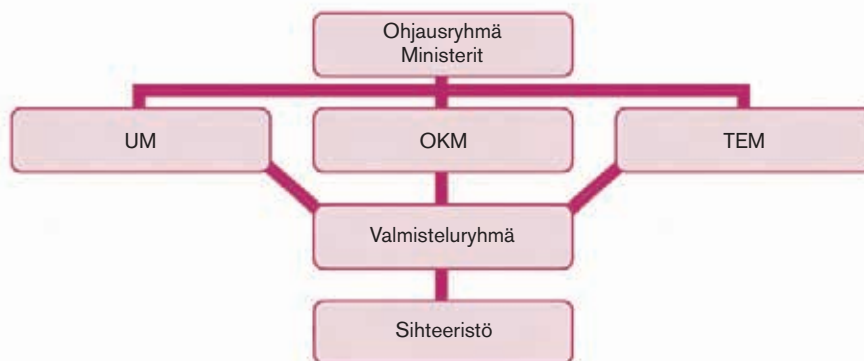 Ohjausryhmä
Ministerit
UM
OKM
TEM
Valmisteluryhmä
Sihteeristö